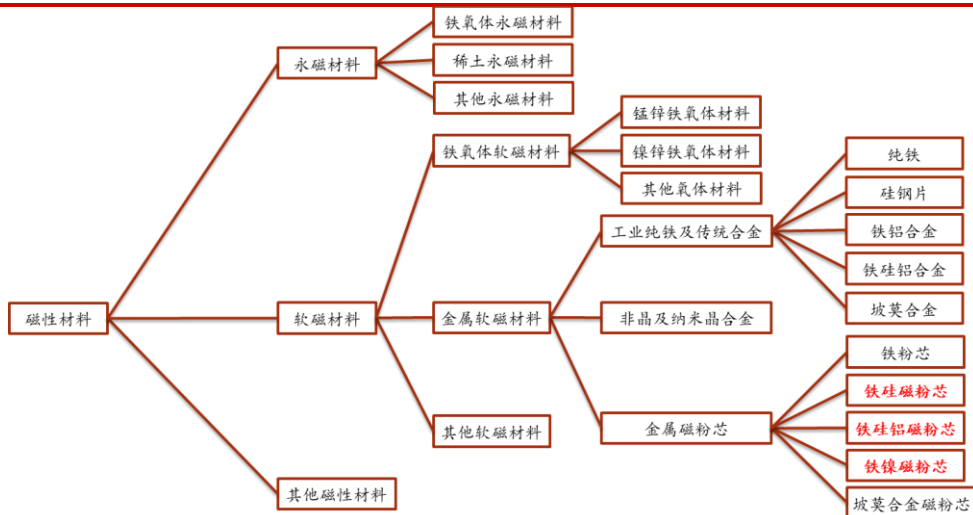 铁氧体永磁材料
永磁材料
稀土永磁材料
其他永磁材料
锰锌铁氧体材料
铁氧体软磁材料
镍锌铁氧体材料
纯铁
其他氧体材料
硅钢片
工业纯铁及传统合金
铁铝合金
铁硅铝合金
磁性材料
软磁材料
金属软磁材料
非晶及纳米晶合金
坡莫合金
铁粉芯
铁硅磁粉芯
其他软磁材料
金属磁粉芯
铁硅铝磁粉芯
铁镍磁粉芯
其他磁性材料
坡莫合金磁粉芯